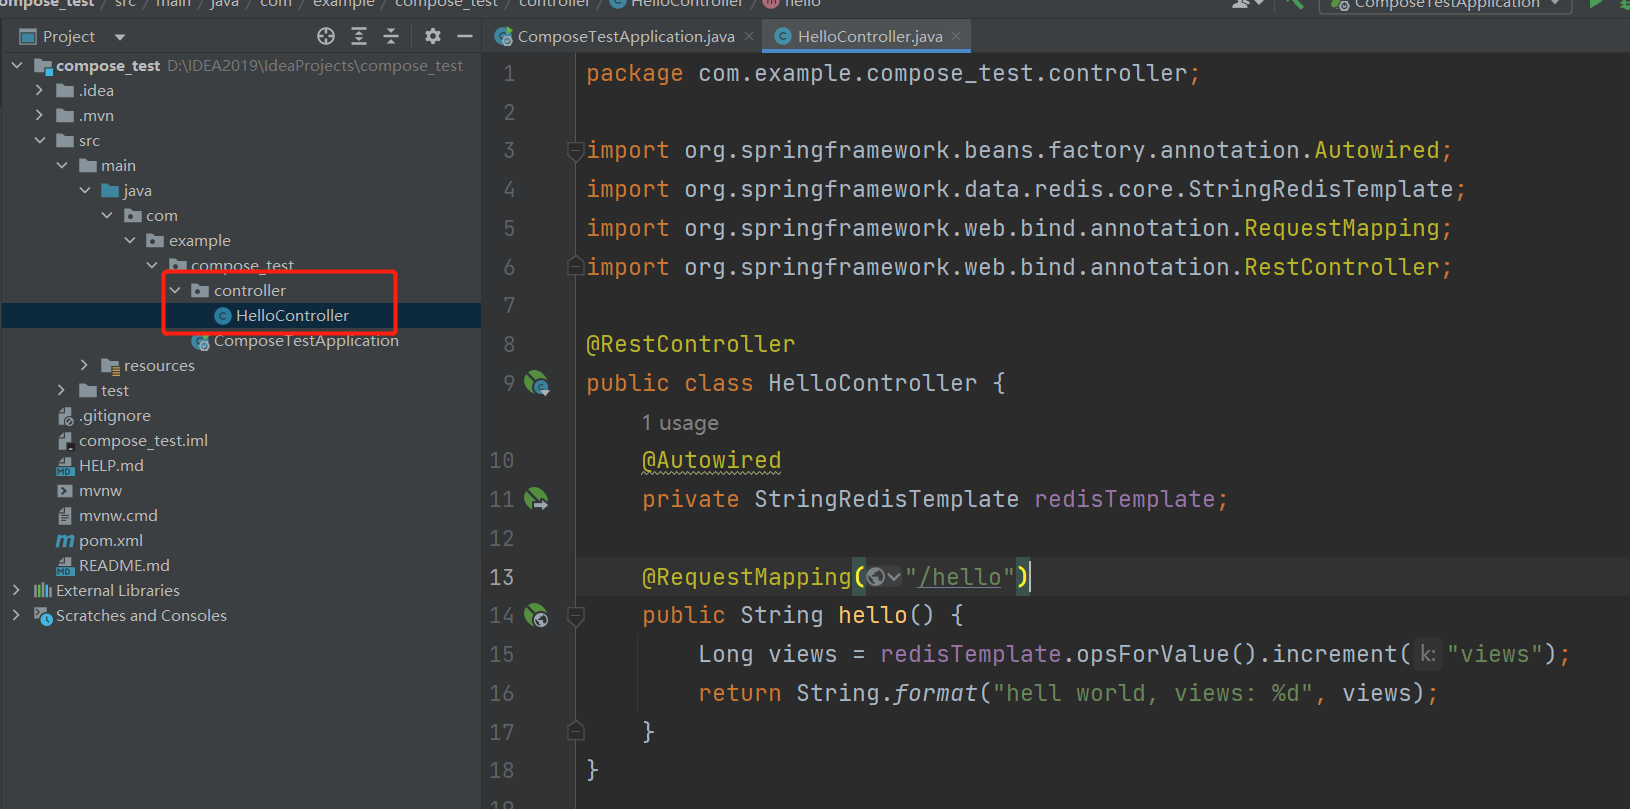 compose_test › src › main › java › com › example › compose_test › controller › HelloController › hello
ComposeTestApplication
Project
ComposeTestApplication.java
HelloController.java
compose_test D:\IDEA2019\IdeaProjects\compose_test
.idea
.mvn
src
main
java
com
example
compose_test
controller
HelloController
ComposeTestApplication
resources
test
.gitignore
compose_test.iml
HELP.md
mvnw
mvnw.cmd
pom.xml
README.md
External Libraries
Scratches and Consoles
1 package com.example.compose_test.controller;
2
3 import org.springframework.beans.factory.annotation.Autowired;
4 import org.springframework.data.redis.core.StringRedisTemplate;
5 import org.springframework.web.bind.annotation.RequestMapping;
6 import org.springframework.web.bind.annotation.RestController;
7
8 @RestController
9 public class HelloController {
1 usage
10 @Autowired
11 private StringRedisTemplate redisTemplate;
12
13 @RequestMapping("/hello")
14 public String hello() {
15 Long views = redisTemplate.opsForValue().increment( k: "views");
16 return String.format("hell world, views: %d", views);
17 }
18 }
19